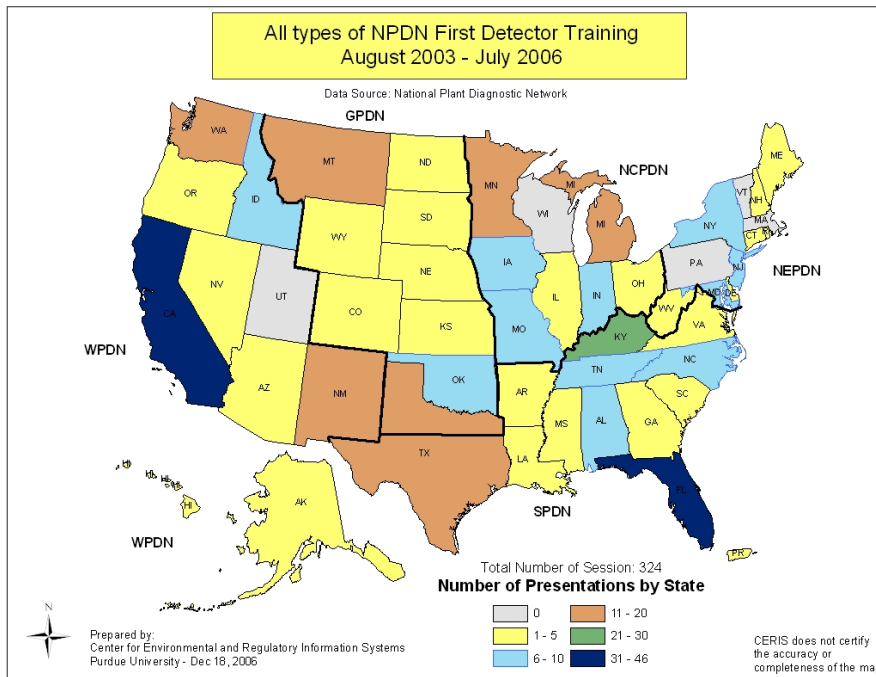 All types of NPDN First Detector Training
August 2003 - July 2006
Data Source: National Plant Diagnostic Network
GPDN
NCPDN
NEPDN
WPDN
SPDN
WPDN
WA
MT
ND
MN
MI
ME
VT
NH
OR
ID
SD
WI
MI
NY
MA
CT
RI
WY
IA
PA
NJ
NV
UT
NE
IL
IN
OH
MD
DE
CA
CO
KS
MO
WV
VA
KY
AZ
NM
OK
AR
TN
NC
SC
TX
LA
MS
AL
GA
FL
HI
HI
HI
HI
HI
AK
PR
Total Number of Session: 324
Number of Presentations by State
0
11 - 20
1 - 5
21 - 30
6 - 10
31 - 46
N
Prepared by:
Center for Environmental and Regulatory Information Systems
Purdue University - Dec 18, 2006
CERIS does not certify
the accuracy or
completeness of the ma